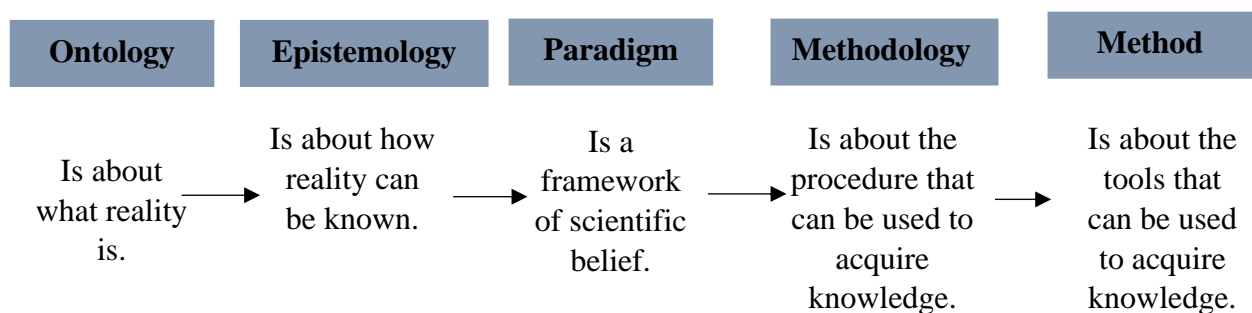 Ontology
Epistemology
Paradigm
Methodology
Method
Is about
what reality
is.
Is about how
reality can
be known.
Is a
framework
of scientific
belief.
Is about the
procedure that
can be used to
acquire
knowledge.
Is about the
tools that
can be used
to acquire
knowledge.